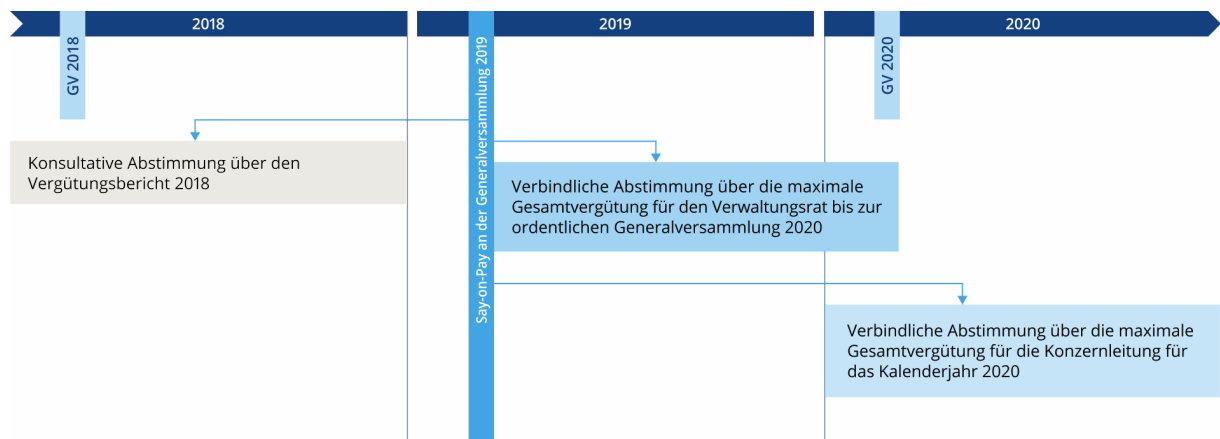 2018
2019
2020
GV 2018
Say-on-Pay an der Generalversammlung 2019
GV 2020
Konsultative Abstimmung über den
Vergütungsbericht 2018
Verbindliche Abstimmung über die maximale
Gesamtvergütung für den Verwaltungsrat bis zur
ordentlichen Generalversammlung 2020
Verbindliche Abstimmung über die maximale
Gesamtvergütung für die Konzernleitung für
das Kalenderjahr 2020